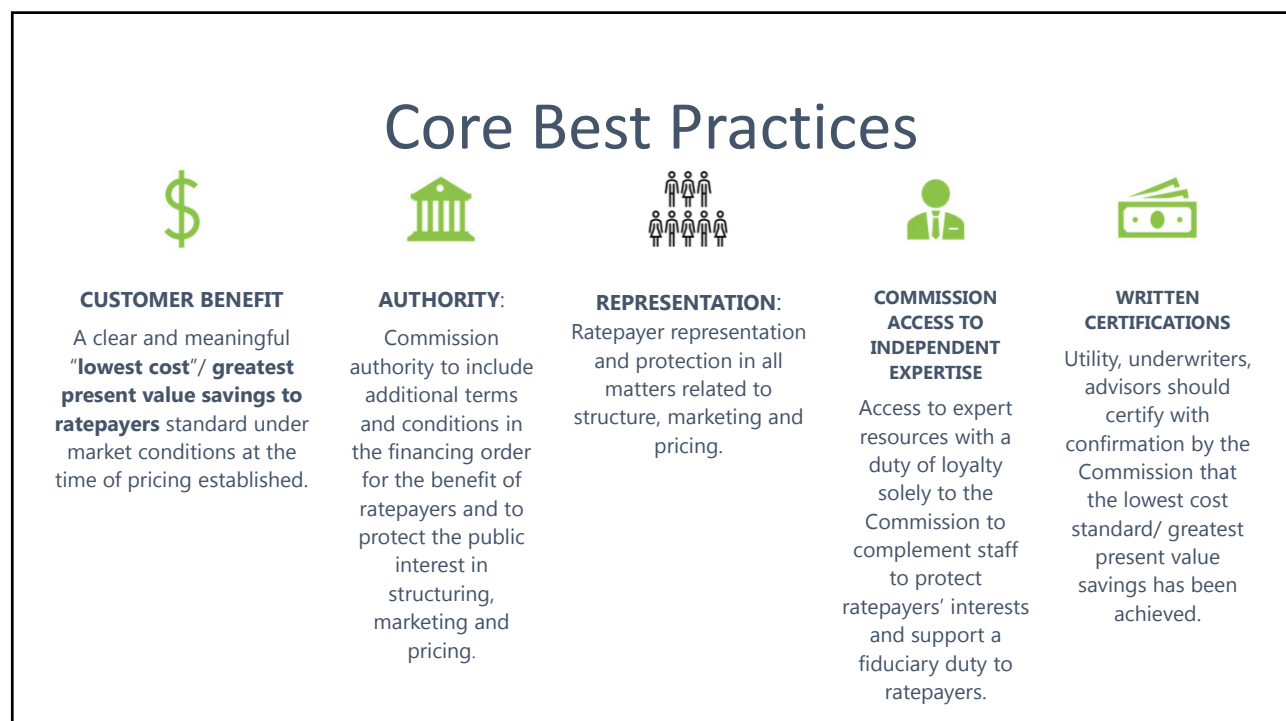 Core Best Practices
CUSTOMER BENEFIT
A clear and meaningful
“lowest cost”/ greatest
present value savings to
ratepayers standard under
market conditions at the
time of pricing established.
AUTHORITY:
Commission
authority to include
additional terms
and conditions in
the financing order
for the benefit of
ratepayers and to
protect the public
interest in
structuring,
marketing and
pricing.
REPRESENTATION:
Ratepayer representation
and protection in all
matters related to
structure, marketing and
pricing.
COMMISSION
ACCESS TO
INDEPENDENT
EXPERTISE
Access to expert
resources with a
duty of loyalty
solely to the
Commission to
complement staff
to protect
ratepayers’ interests
and support a
fiduciary duty to
ratepayers.
WRITTEN
CERTIFICATIONS
Utility, underwriters,
advisors should
certify with
confirmation by the
Commission that
the lowest cost
standard/ greatest
present value
savings has been
achieved.